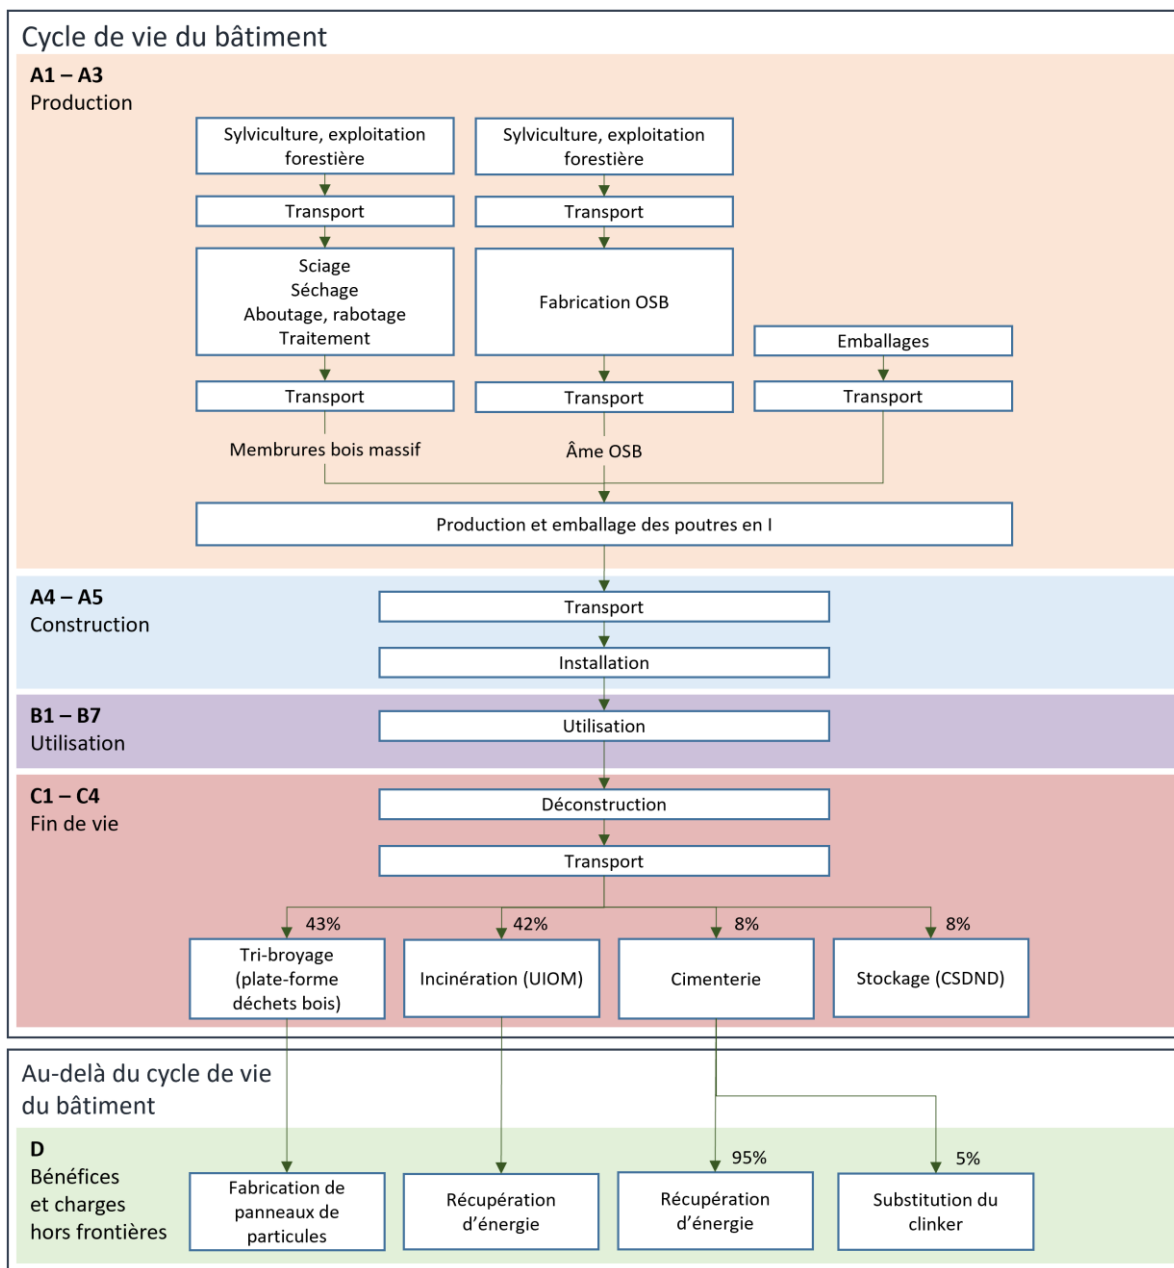 Cycle de vie du bâtiment
A1 – A3
Production
Sylviculture, exploitation
forestière
Sylviculture, exploitation
forestière
Transport
Transport
Sciage
Séchage
Aboutage, rabotage
Traitement
Fabrication OSB
Emballages
Transport
Transport
Transport
Membrures bois massif
Âme OSB
Production et emballage des poutres en I
A4 – A5
Construction
Transport
Installation
B1 – B7
Utilisation
Utilisation
C1 – C4
Fin de vie
Déconstruction
Transport
43%
42%
8%
8%
Tri-broyage
(plate-forme
déchets bois)
Incinération (UIOM)
Cimenterie
Stockage (CSDND)
Au-delà du cycle de vie
du bâtiment
D
Bénéfices
et charges
hors frontières
95%
5%
Fabrication de
panneaux de
particules
Récupération
d’énergie
Récupération
d’énergie
Substitution du
clinker